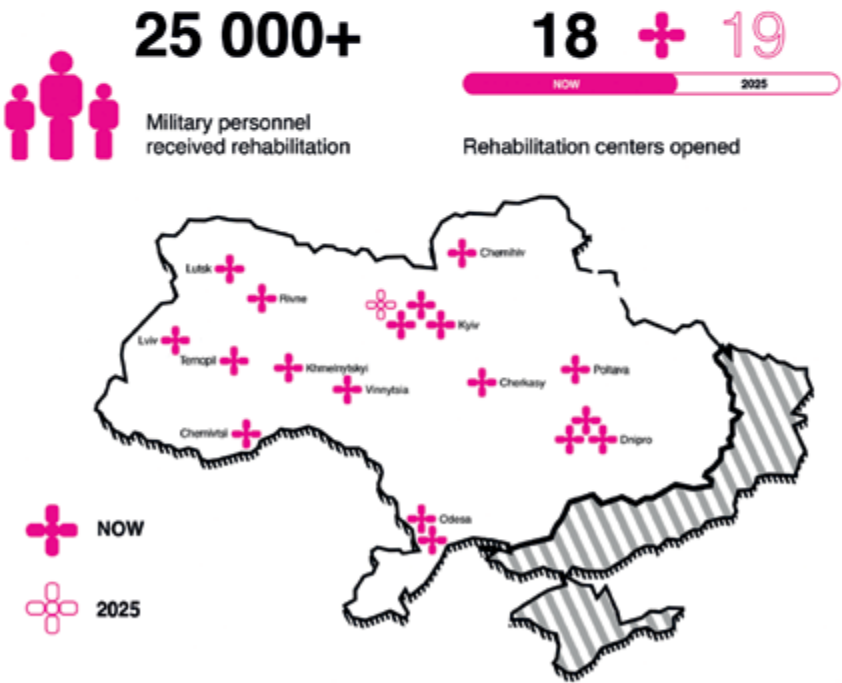 25 000+
18
19
NOW
2025
Military personnel
received rehabilitation
Rehabilitation centers opened
Chernihiv
Lutsk
Rivne
Kyiv
Lviv
Ternopil
Khmelnytskyi
Poltava
Vinnytsia
Cherkasy
Chernivtsi
Dnipro
Odesa
NOW
2025